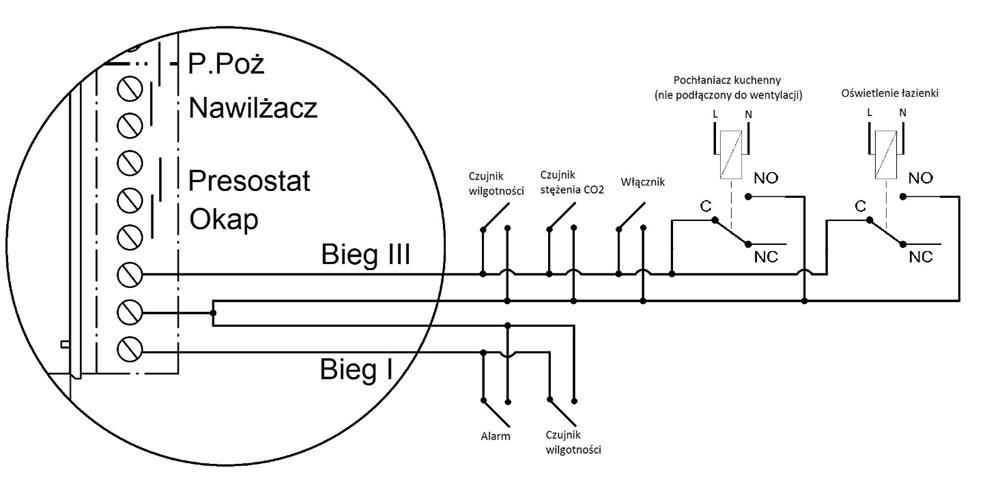 P.Poż
Nawilżacz
Presostat
Okap
Bieg III
Bieg I
Czujnik
wilgotności
Czujnik
stężenia CO2
Włącznik
Pochłaniacz kuchenny
(nie podłączony do wentylacji)
L N
NO
C
NC
Oświetlenie łazienki
L N
NO
C
NC
Alarm
Czujnik
wilgotności